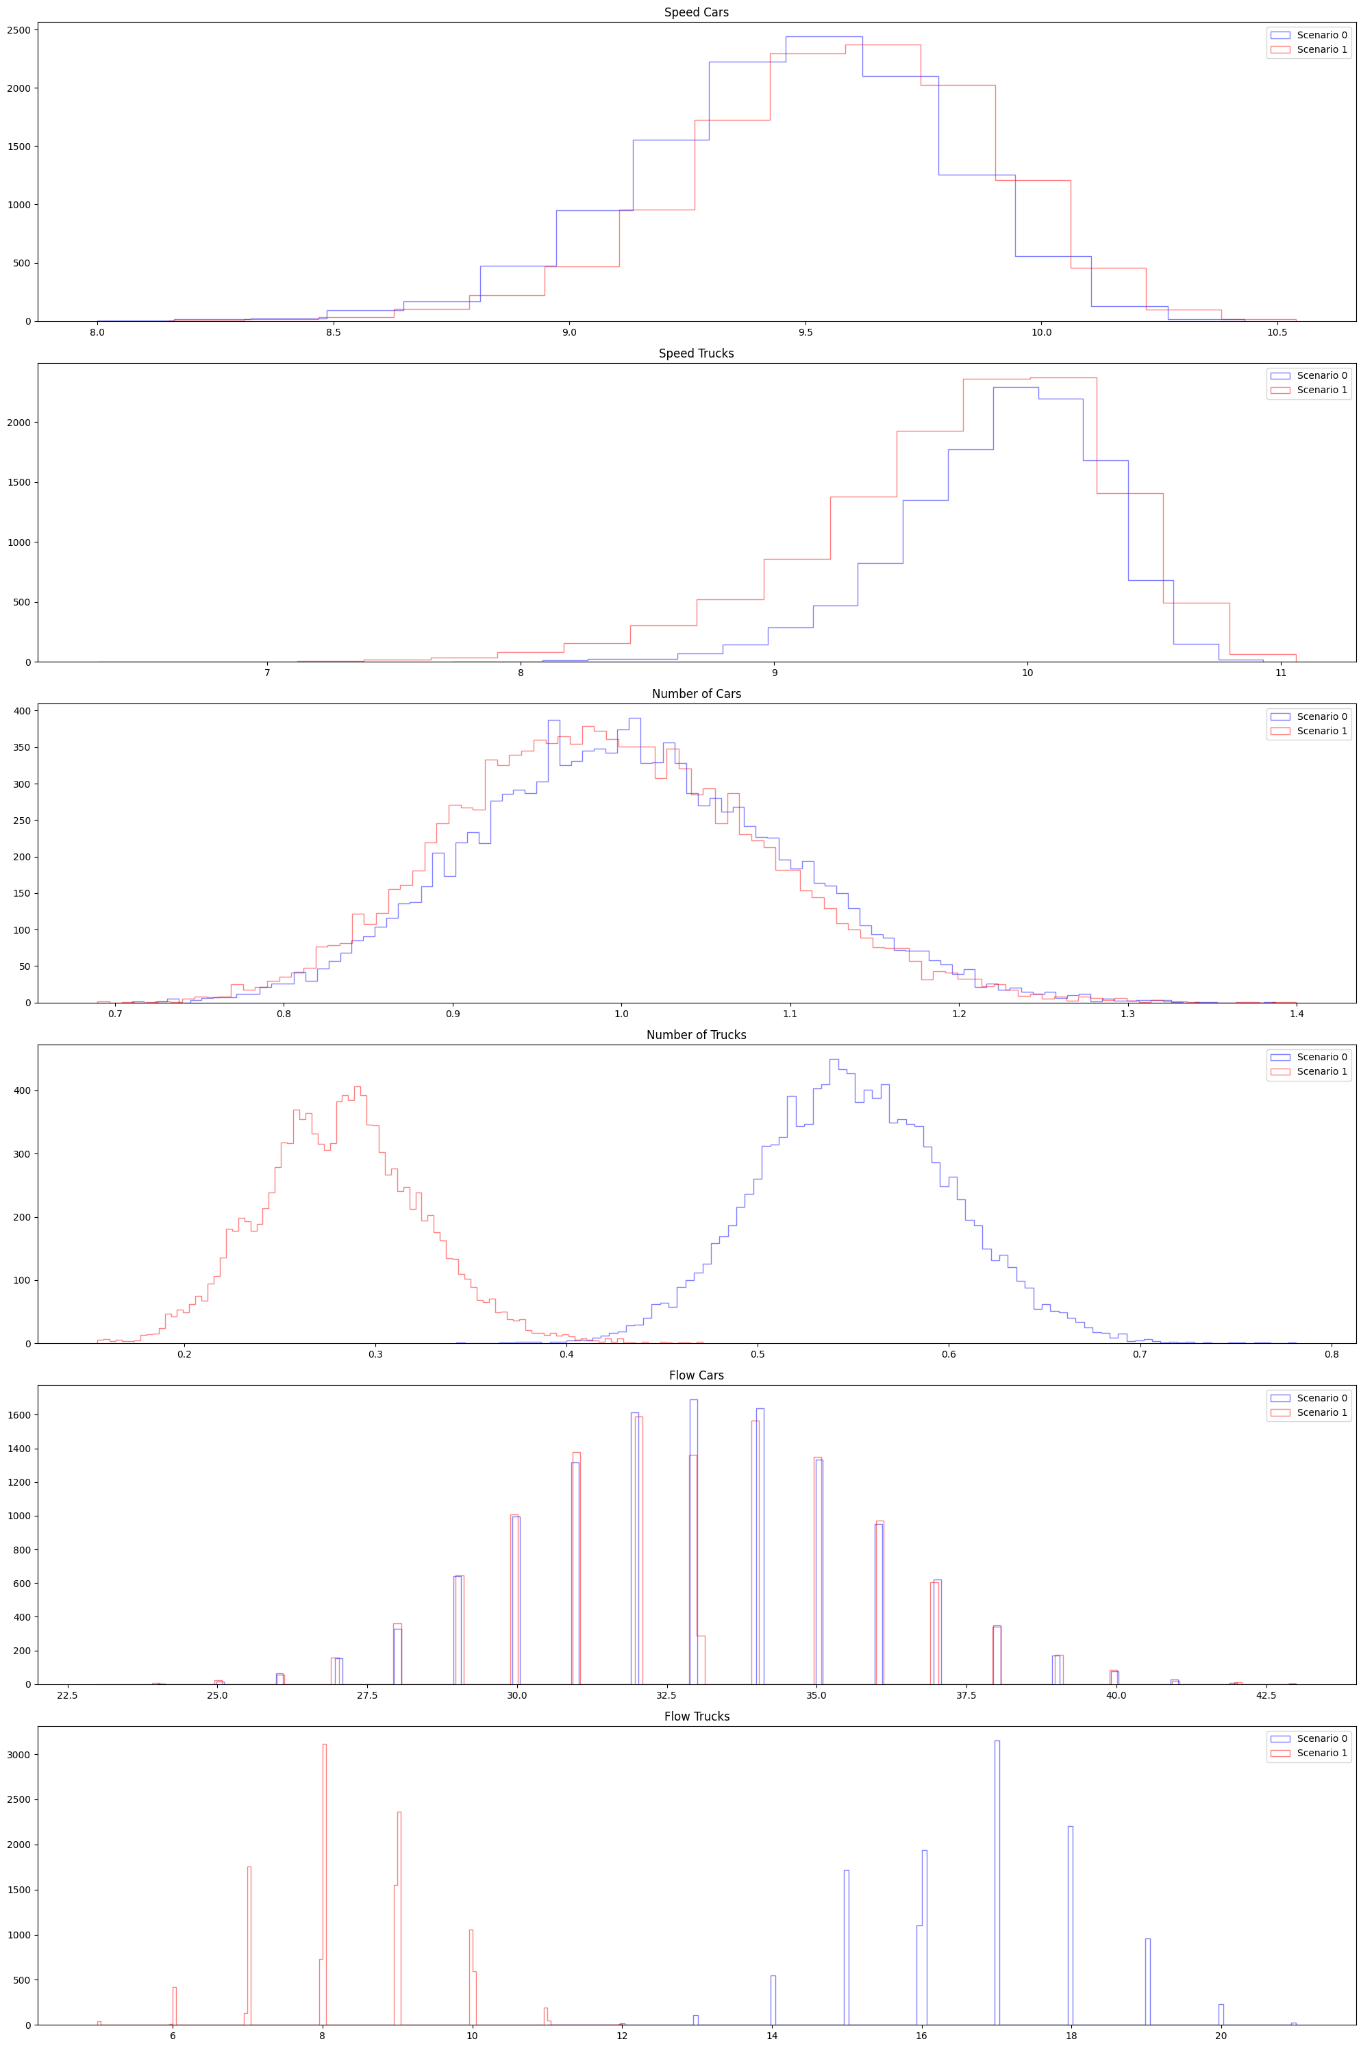 Speed Cars
Scenario 0
Scenario 1
2500
2000
1500
1000
500
0
8.0 8.5 9.0 9.5 10.0 10.5
Speed Trucks
Scenario 0
Scenario 1
2000
1500
1000
500
0
7 8 9 10 11
Number of Cars
Scenario 0
Scenario 1
400
350
300
250
200
150
100
50
0
0.7 0.8 0.9 1.0 1.1 1.2 1.3 1.4
Number of Trucks
Scenario 0
Scenario 1
400
300
200
100
0
0.2 0.3 0.4 0.5 0.6 0.7 0.8
Flow Cars
Scenario 0
Scenario 1
1600
1400
1200
1000
800
600
400
200
0
22.5 25.0 27.5 30.0 32.5 35.0 37.5 40.0 42.5
Flow Trucks
Scenario 0
Scenario 1
3000
2500
2000
1500
1000
500
0
6 8 10 12 14 16 18 20